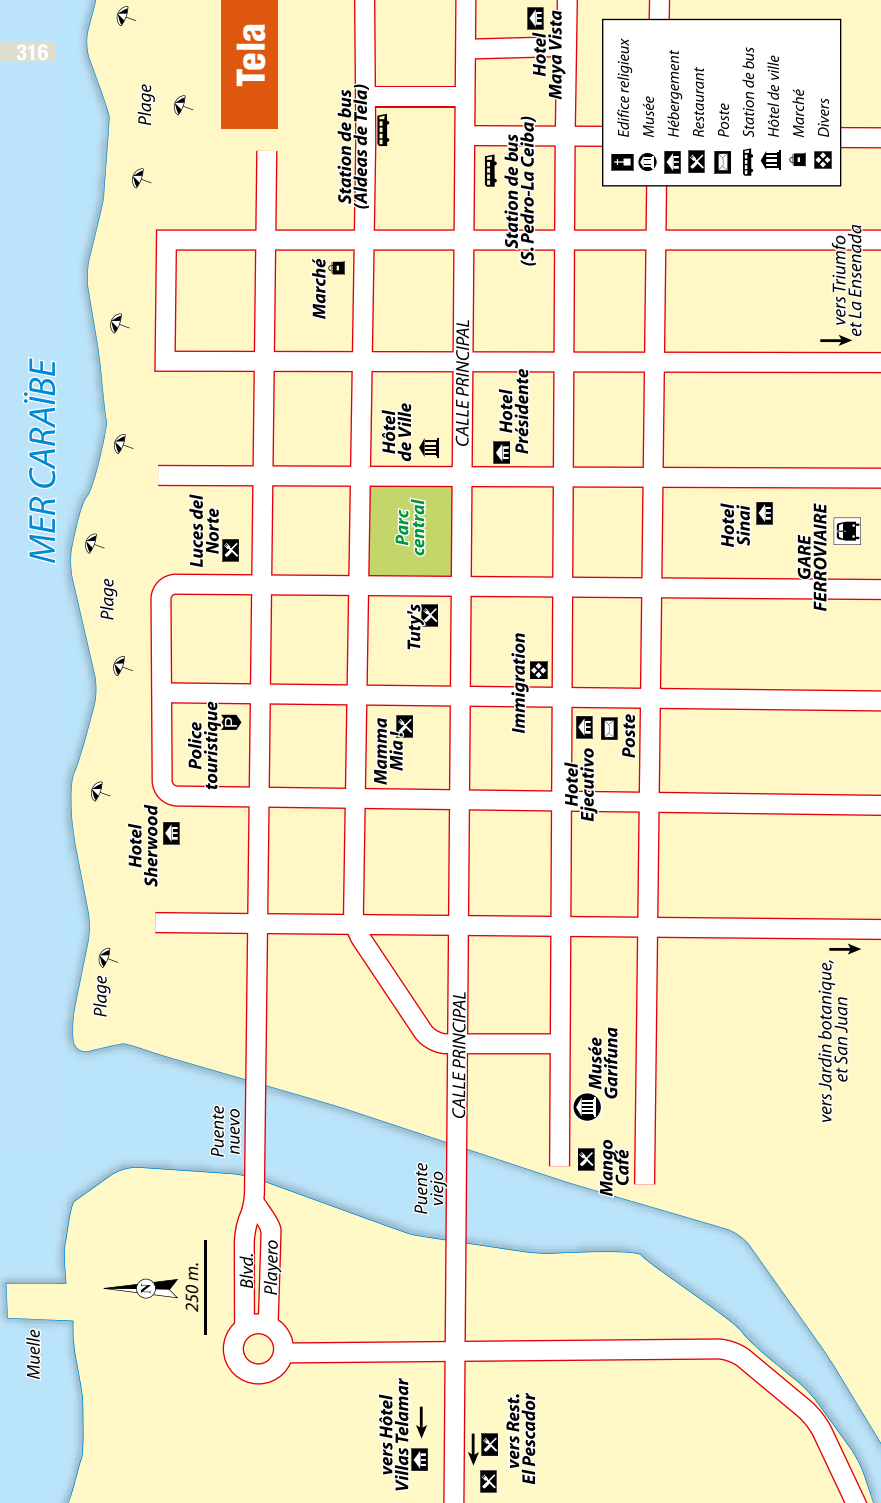 316
Tela
MER CARAÏBE
Plage
Plage
Plage
Muelle
250 m.
N
Puente
nuevo
Puente
viejo
Blvd.
Playero
Hotel
Sherwood
Police
touristique
P
Luces del
Norte
Marché
Station de bus
(Aldeas de Tela)
Station de bus
(S. Pedro-La Ceiba)
Hotel
Maya Vista
Hôtel
de Ville
CALLE PRINCIPAL
Hotel
Présidente
Parc
central
Tuty's
Mamma
Mia !
Immigration
Hotel
Ejecutivo
Poste
Hotel
Sinai
GARE
FERROVIAIRE
vers Triumfo
et La Ensenada
CALLE PRINCIPAL
Musée
Garifuna
Mango
Café
vers Jardin botanique,
et San Juan
vers Hôtel
Villas Telamar
vers Rest.
El Pescador
Edifice religieux
Musée
Hébergement
Restaurant
Poste
Station de bus
Hôtel de ville
Marché
Divers